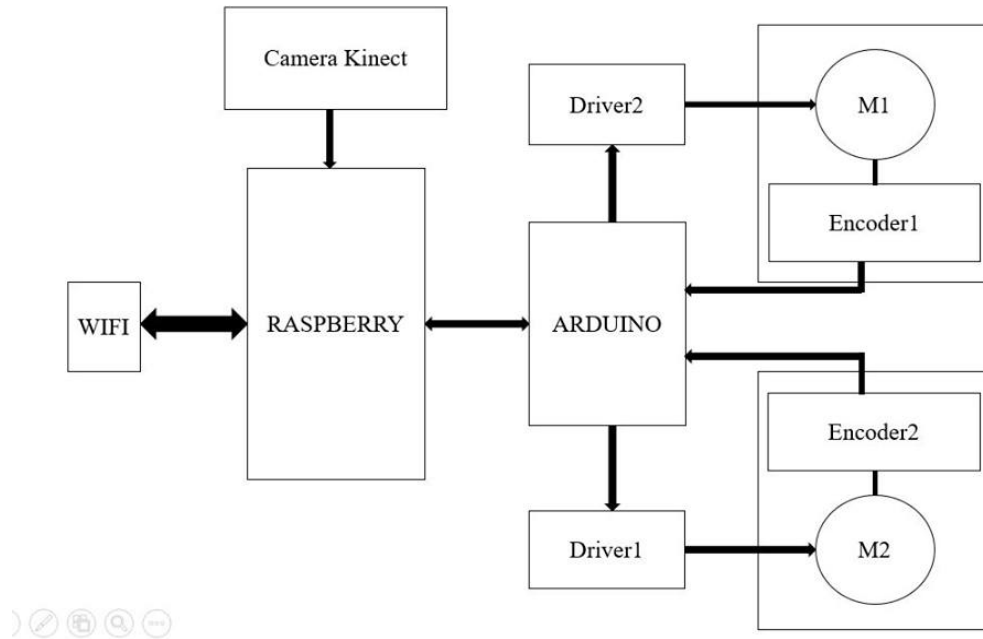 Camera Kinect
Driver2
M1
Encoder1
WIFI
RASPBERRY
ARDUINO
Encoder2
Driver1
M2